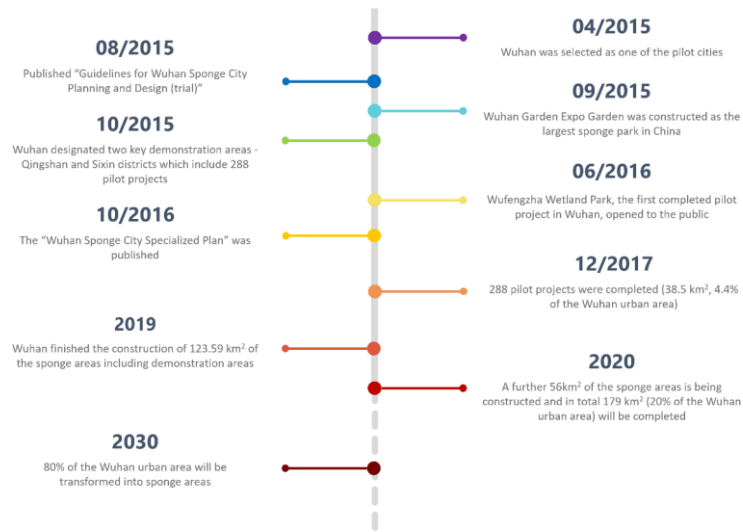 04/2015
Wuhan was selected as one of the pilot cities
08/2015
Published “Guidelines for Wuhan Sponge City
Planning and Design (trial)”
09/2015
Wuhan Garden Expo Garden was constructed as the
largest sponge park in China
10/2015
Wuhan designated two key demonstration areas -
Qingshan and Sixin districts which include 288
pilot projects
06/2016
Wufengzha Wetland Park, the first completed pilot
project in Wuhan, opened to the public
10/2016
The “Wuhan Sponge City Specialized Plan” was
published
12/2017
288 pilot projects were completed (38.5 km², 4.4%
of the Wuhan urban area)
2019
Wuhan finished the construction of 123.59 km² of
the sponge areas including demonstration areas
2020
A further 56km² of the sponge areas is being
constructed and in total 179 km² (20% of the Wuhan
urban area) will be completed
2030
80% of the Wuhan urban area will be
transformed into sponge areas